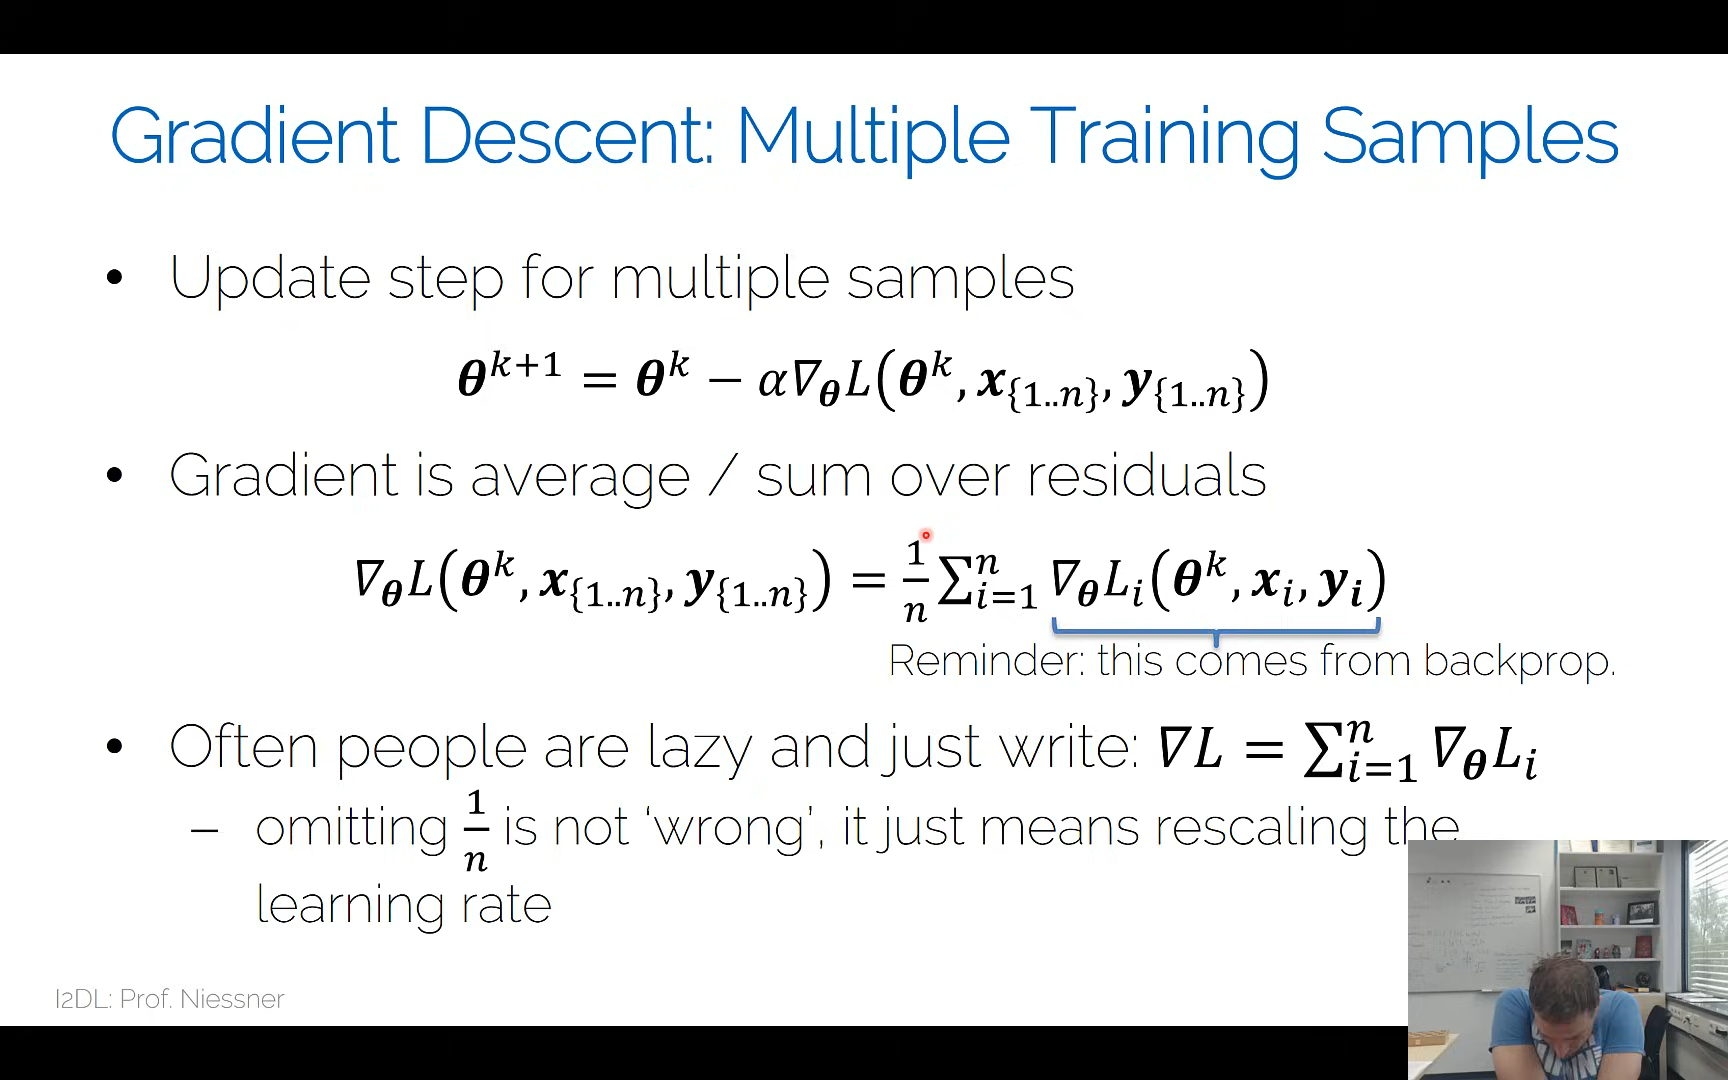 Gradient Descent: Multiple Training Samples
• Update step for multiple samples
𝜽^{k+1} = 𝜽^k − α∇_𝜽 L(𝜽^k, 𝒙_{1..n}, 𝒚_{1..n})
• Gradient is average / sum over residuals
∇_𝜽 L(𝜽^k, 𝒙_{1..n}, 𝒚_{1..n}) = 1/n ∑_{i=1}^n ∇_𝜽 L_i(𝜽^k, 𝒙_i, 𝒚_𝒊)
Reminder: this comes from backprop.
• Often people are lazy and just write: ∇L = ∑_{i=1}^n ∇_𝜽 L_i
– omitting 1/n is not ‘wrong’, it just means rescaling the
learning rate
I2DL: Prof. Niessner